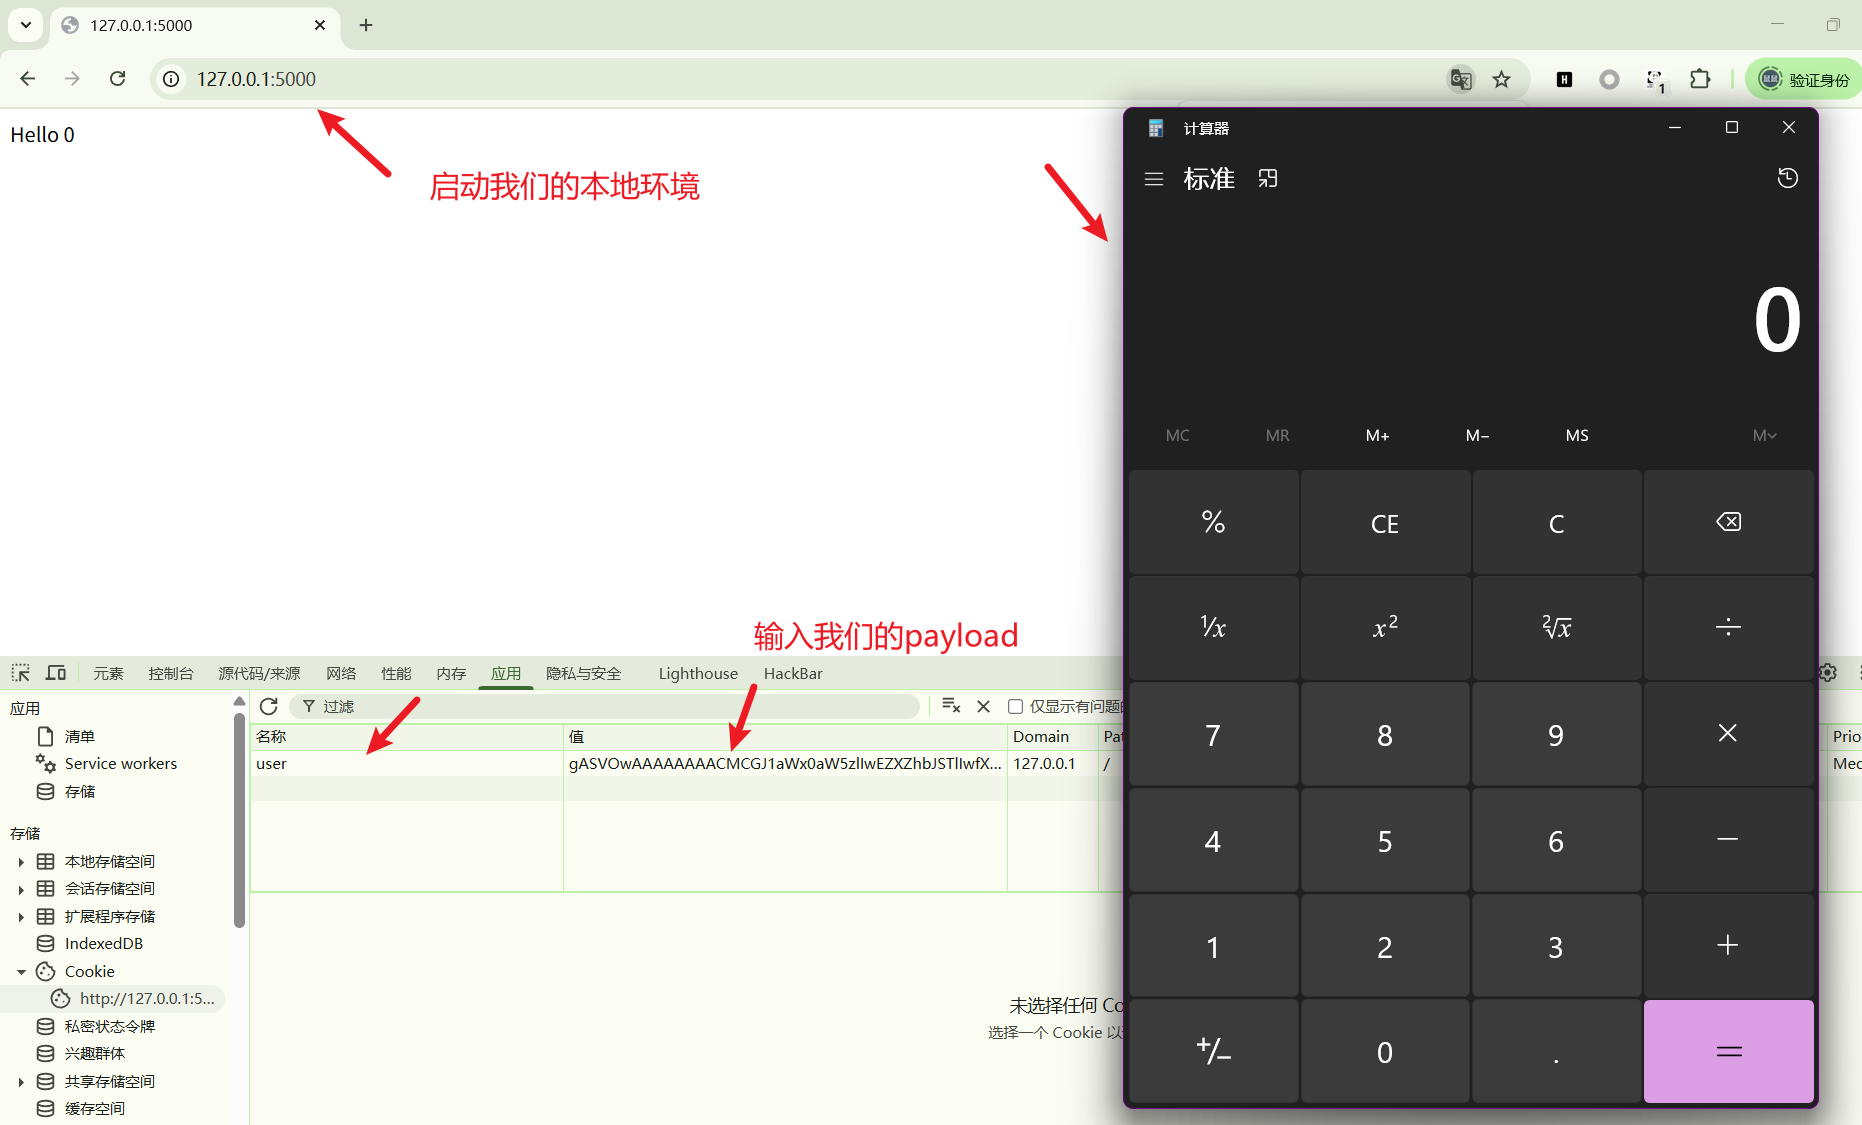 127.0.0.1:5000
127.0.0.1:5000
1
验证身份
Hello 0
启动我们的本地环境
计算器
标准
0
MC MR M+ M− MS M
% CE C
⅟x x² ²√x ÷
7 8 9 ×
4 5 6 −
1 2 3 +
+/− 0 . =
输入我们的payload
元素 控制台 源代码/来源 网络 性能 内存 应用 隐私与安全 Lighthouse HackBar
应用
清单
Service workers
存储
存储
本地存储空间
会话存储空间
扩展程序存储
IndexedDB
Cookie
http://127.0.0.1:5...
私密状态令牌
兴趣群体
共享存储空间
缓存空间
过滤
仅显示有问题
名称 值 Domain Pat Prio
user gASVOwAAAAAAAACMCGJ1aWx0aW5zlIwEZXZhbJSTlIwfX... 127.0.0.1 / Med
未选择任何 Co
选择一个 Cookie 以